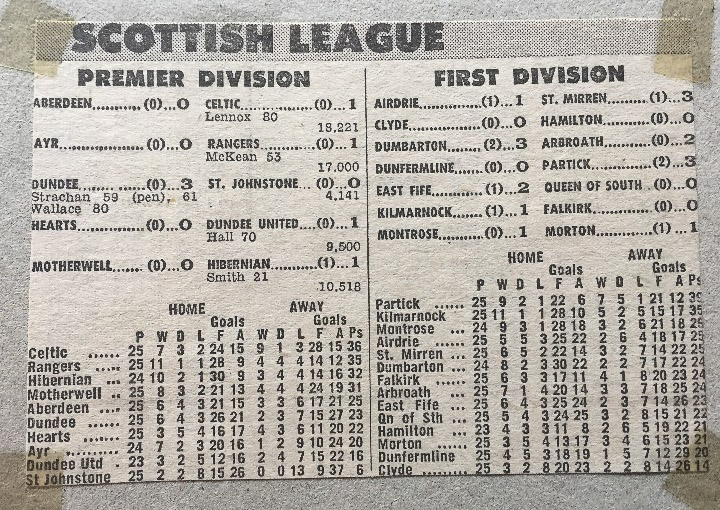 SCOTTISH LEAGUE
PREMIER DIVISION
ABERDEEN............(0)...0 CELTIC....................(0)...1
Lennox 80
18,221
AYR....................(0)...0 RANGERS...............(0)...1
McKean 53
17,000
DUNDEE...............(0)...3 ST. JOHNSTONE...(0)...0
Strachan 59 (pen), 61 4,141
Wallace 80
HEARTS...............(0)...0 DUNDEE UNITED...(0)...1
Hall 70
9,500
MOTHERWELL......(0)...0 HIBERNIAN............(1)...1
Smith 21
10,518
HOME AWAY
Goals Goals
P W D L F A W D L F A Ps
Celtic ...... 25 7 3 2 24 15 9 1 3 28 15 36
Rangers ..... 25 11 1 1 28 9 4 4 4 14 12 35
Hibernian ... 24 10 2 1 30 9 3 4 4 14 16 32
Motherwell .. 25 8 3 2 21 13 4 4 4 24 19 31
Aberdeen .... 25 6 4 3 21 15 3 3 6 17 21 25
Dundee ...... 25 6 4 3 26 21 2 3 7 15 27 23
Hearts ...... 25 3 5 4 16 17 4 3 6 11 20 22
Ayr .......... 24 7 2 3 20 16 1 2 9 10 24 20
Dundee Utd . 23 3 2 5 12 16 2 4 7 15 22 16
St Johnstone 25 2 2 8 15 26 0 0 13 9 37 6
FIRST DIVISION
AIRDRIE...............(1)...1 ST. MIRREN.........(1)...3
CLYDE..................(0)...0 HAMILTON...........(0)...0
DUMBARTON.........(2)...3 ARBROATH...........(0)...2
DUNFERMLINE......(0)...0 PARTICK.............(2)...3
EAST FIFE............(1)...2 QUEEN OF SOUTH.(0)...0
KILMARNOCK........(1)...1 FALKIRK..............(0)...0
MONTROSE............(0)...1 MORTON..............(1)...1
HOME AWAY
Goals Goals
P W D L F A W D L F A Ps
Partick ...... 25 9 2 1 22 6 7 5 1 21 12 39
Kilmarnock 25 11 1 1 28 10 5 2 5 15 17 35
Montrose ... 24 9 3 1 28 18 3 2 6 21 18 29
Airdrie ...... 25 5 5 3 25 22 6 2 4 18 17 25
St. Mirren ... 25 6 5 2 22 14 3 2 7 14 22 25
Dumbarton ... 24 8 2 3 30 22 2 2 7 17 22 24
Falkirk ...... 25 6 3 3 17 11 4 1 8 20 23 24
Arbroath ... 25 7 1 4 20 14 3 3 7 18 25 24
East Fife ... 25 6 4 3 25 24 2 3 7 14 26 23
Qn of Sth ... 25 5 4 3 24 25 3 2 8 15 21 22
Hamilton ... 23 4 3 3 11 8 2 6 5 19 22 21
Morton ...... 25 3 5 4 13 17 3 4 6 15 23 21
Dunfermline 25 4 5 3 18 19 1 5 7 12 29 20
Clyde ......... 25 3 2 8 20 23 2 2 8 14 26 14